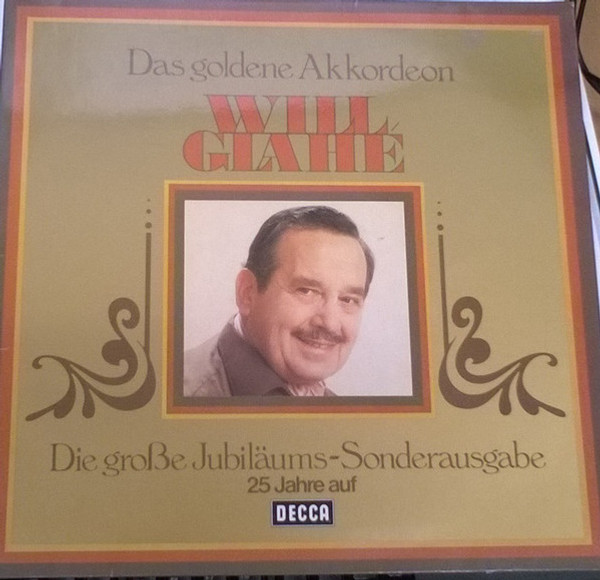 Das goldene Akkordeon
WILL
GLAHÉ
Die große Jubiläums-Sonderausgabe
25 Jahre auf
DECCA